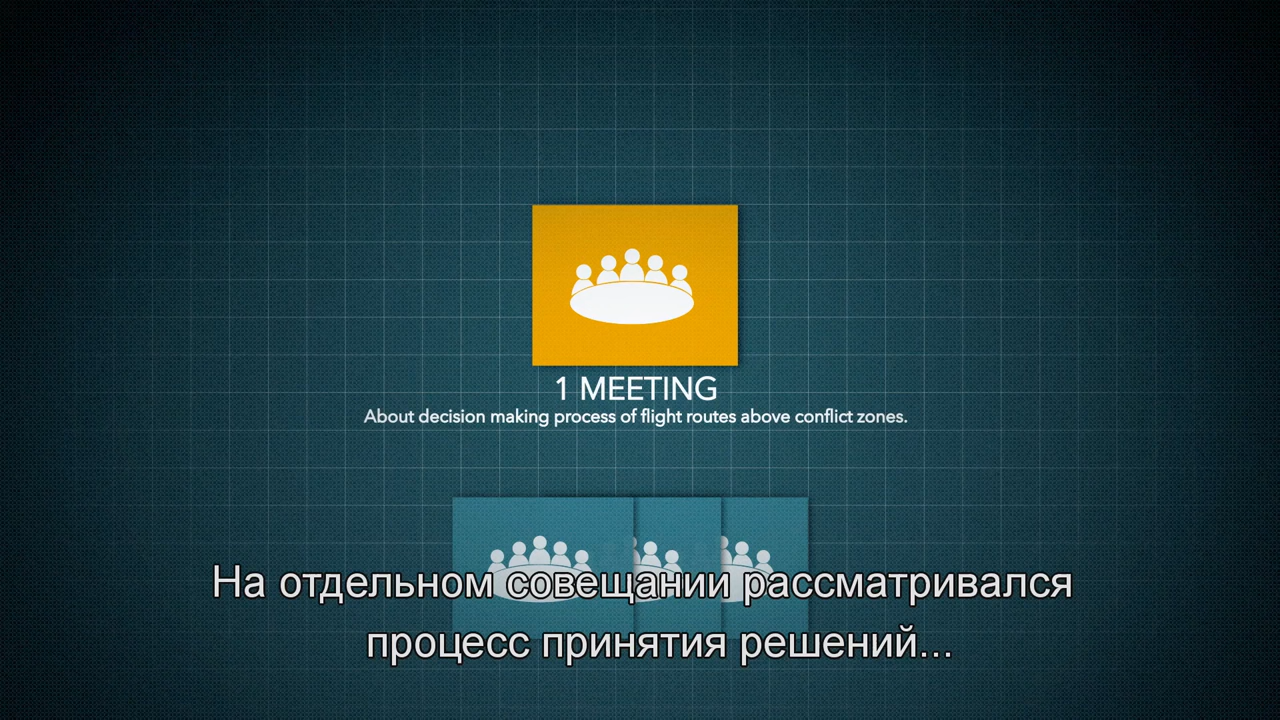 1 MEETING
About decision making process of flight routes above conflict zones.
На отдельном совещании рассматривался
процесс принятия решений...